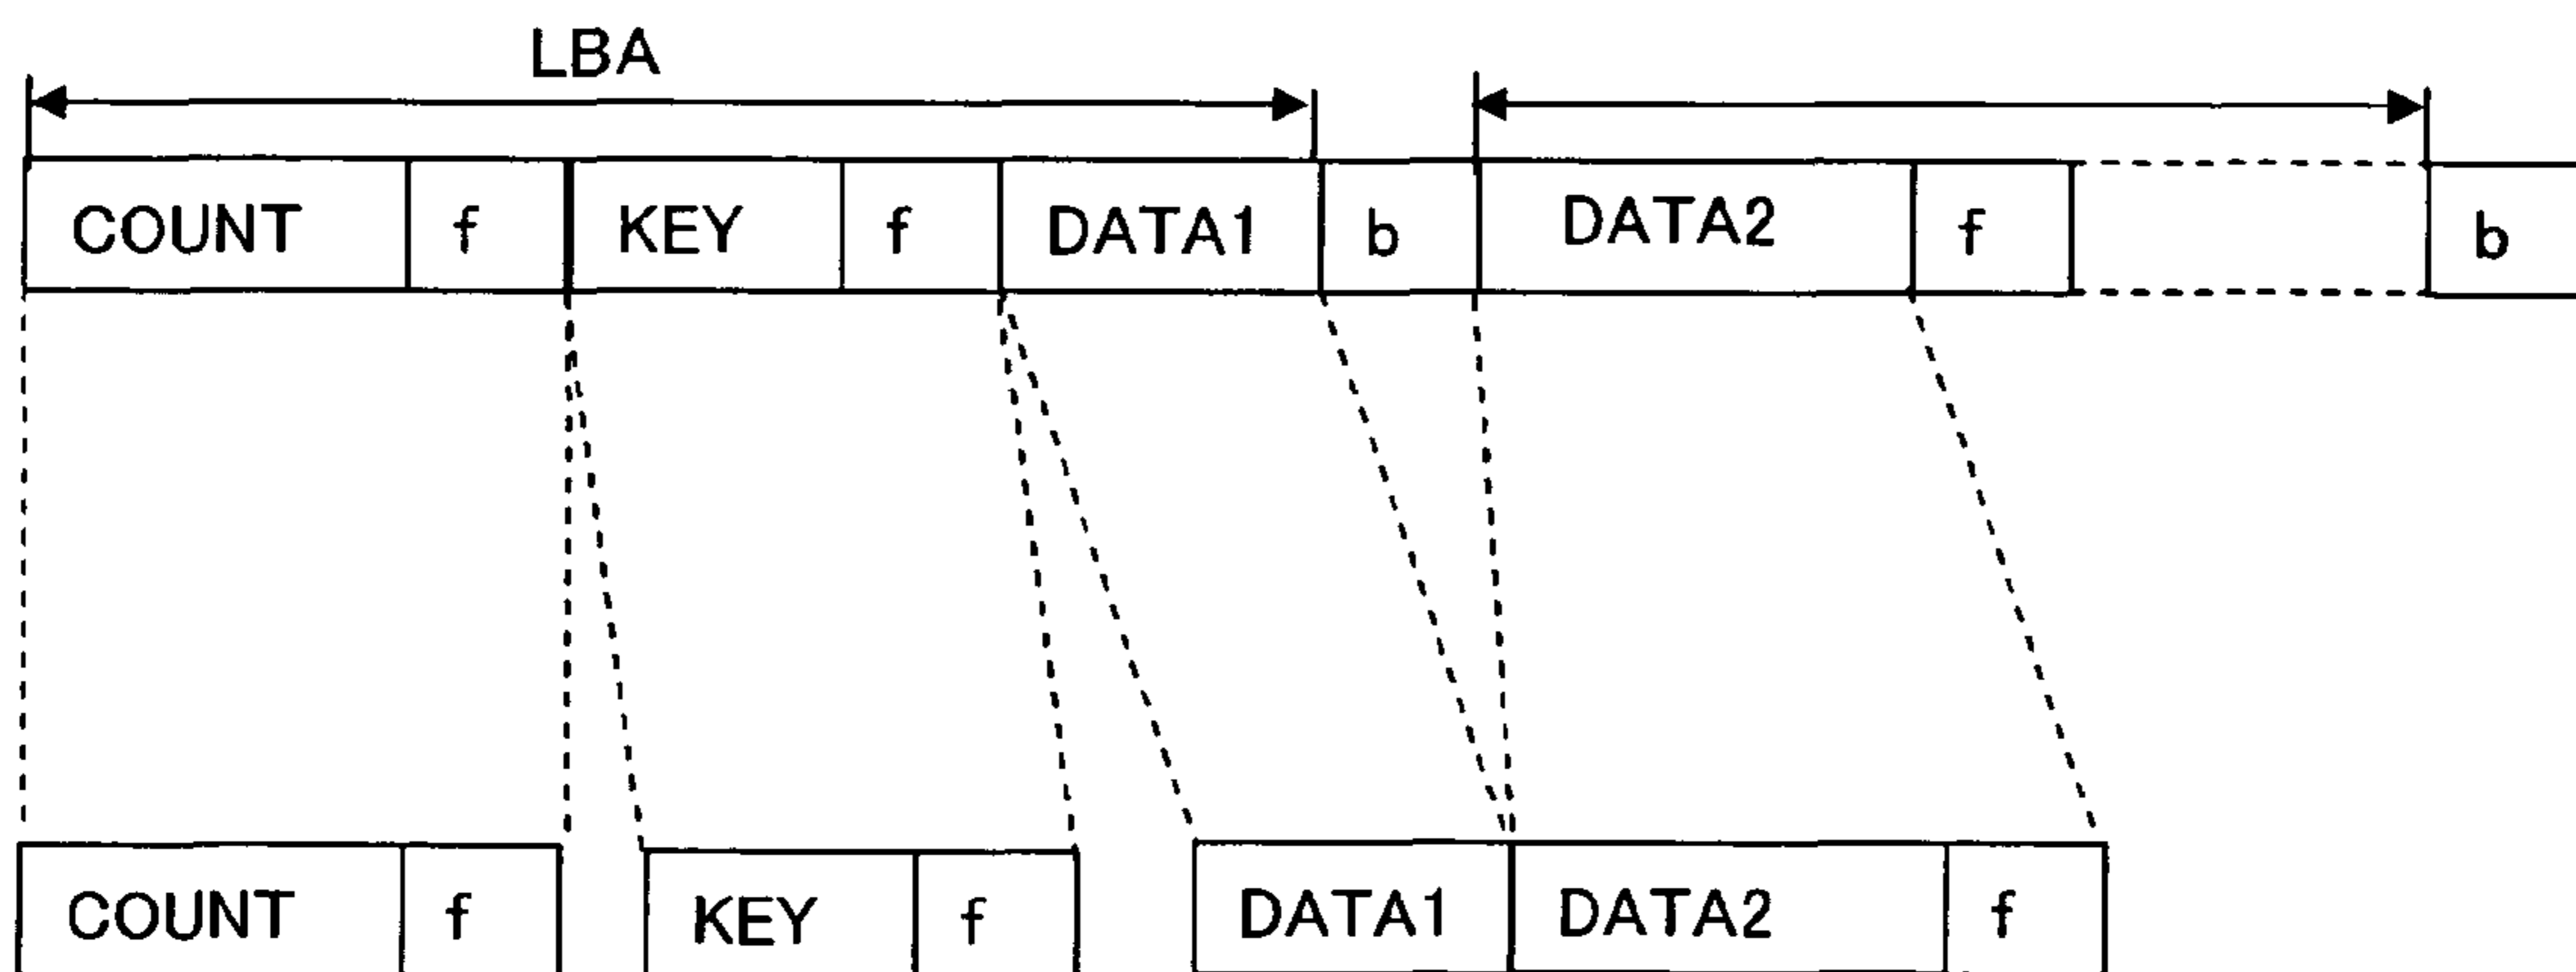 LBA
COUNT f KEY f DATA1 b DATA2 f b
COUNT f KEY f DATA1 DATA2 f